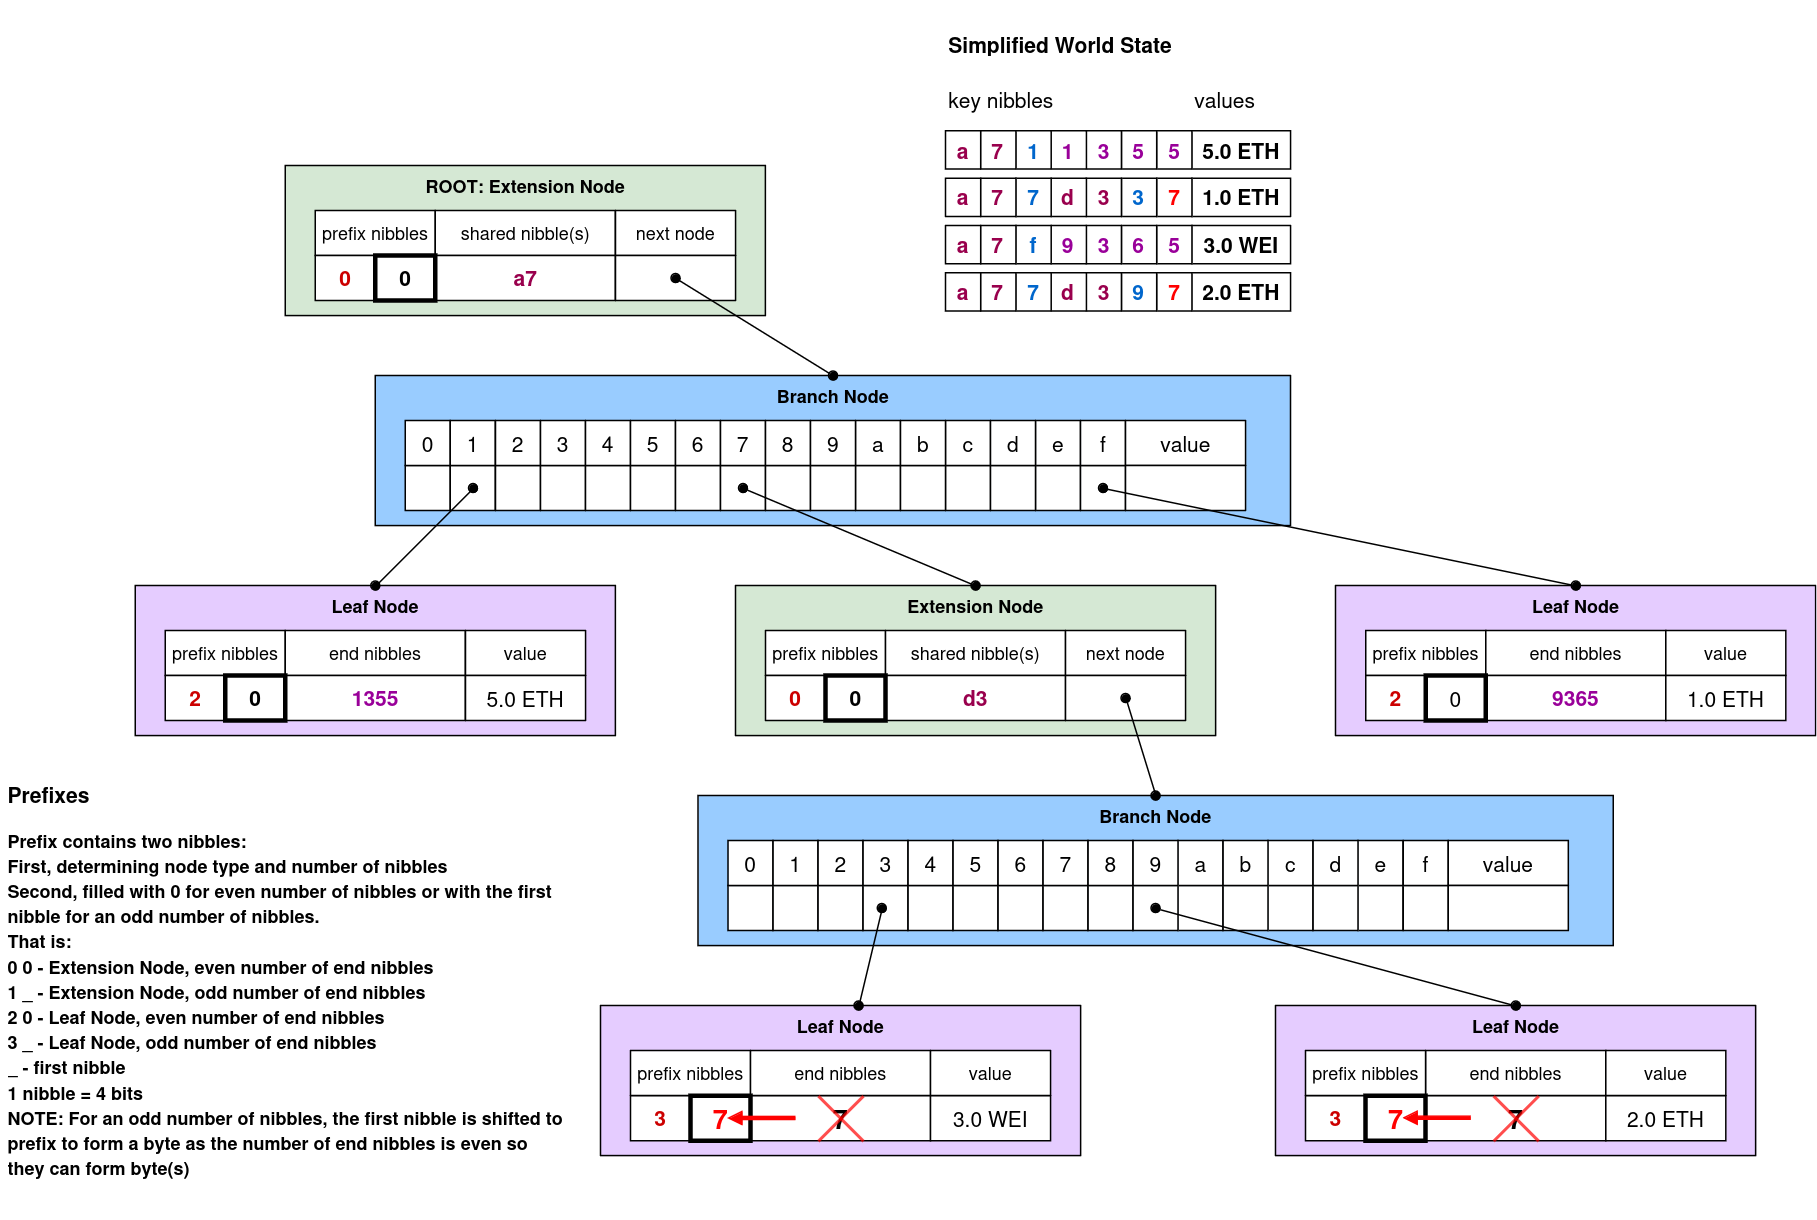 Simplified World State
key nibbles values
a 7 1 1 3 5 5 5.0 ETH
a 7 7 d 3 3 7 1.0 ETH
a 7 f 9 3 6 5 3.0 WEI
a 7 7 d 3 9 7 2.0 ETH
ROOT: Extension Node
prefix nibbles shared nibble(s) next node
0 0 a7
Branch Node
0 1 2 3 4 5 6 7 8 9 a b c d e f value
Leaf Node
prefix nibbles end nibbles value
2 0 1355 5.0 ETH
Extension Node
prefix nibbles shared nibble(s) next node
0 0 d3
Leaf Node
prefix nibbles end nibbles value
2 0 9365 1.0 ETH
Branch Node
0 1 2 3 4 5 6 7 8 9 a b c d e f value
Leaf Node
prefix nibbles end nibbles value
3 7 7 3.0 WEI
Leaf Node
prefix nibbles end nibbles value
3 7 7 2.0 ETH
Prefixes
Prefix contains two nibbles:
First, determining node type and number of nibbles
Second, filled with 0 for even number of nibbles or with the first
nibble for an odd number of nibbles.
That is:
0 0 - Extension Node, even number of end nibbles
1 _ - Extension Node, odd number of end nibbles
2 0 - Leaf Node, even number of end nibbles
3 _ - Leaf Node, odd number of end nibbles
_ - first nibble
1 nibble = 4 bits
NOTE: For an odd number of nibbles, the first nibble is shifted to
prefix to form a byte as the number of end nibbles is even so
they can form byte(s)